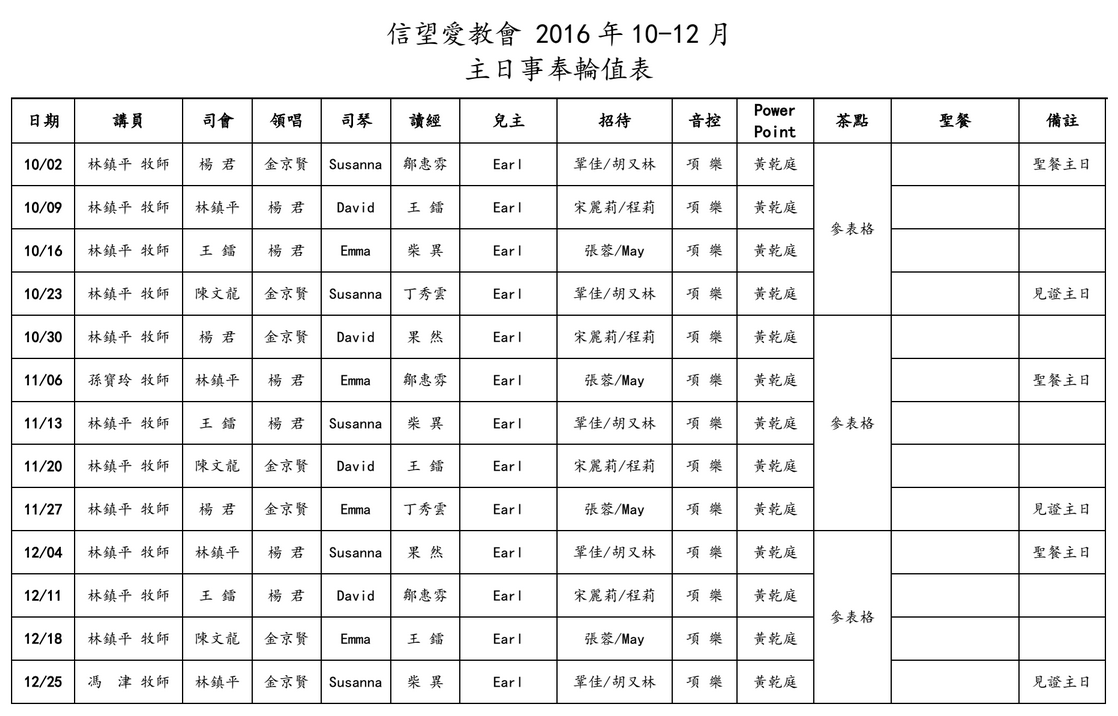 信望愛教會 2016 年 10-12 月
主日事奉輪值表
日期 講員 司會 領唱 司琴 讀經 兒主 招待 音控 Power Point 茶點 聖餐 備註
10/02 林鎮平 牧師 楊 君 金京賢 Susanna 鄒惠雰 Earl 鞏佳/胡又林 項 樂 黃乾庭 參表格 聖餐主日
10/09 林鎮平 牧師 林鎮平 楊 君 David 王 鐳 Earl 宋麗莉/程莉 項 樂 黃乾庭
10/16 林鎮平 牧師 王 鐳 楊 君 Emma 柴 異 Earl 張蓉/May 項 樂 黃乾庭
10/23 林鎮平 牧師 陳文龍 金京賢 Susanna 丁秀雲 Earl 鞏佳/胡又林 項 樂 黃乾庭 見證主日
10/30 林鎮平 牧師 楊 君 金京賢 David 果 然 Earl 宋麗莉/程莉 項 樂 黃乾庭 參表格
11/06 孫寶玲 牧師 林鎮平 楊 君 Emma 鄒惠雰 Earl 張蓉/May 項 樂 黃乾庭 聖餐主日
11/13 林鎮平 牧師 王 鐳 楊 君 Susanna 柴 異 Earl 鞏佳/胡又林 項 樂 黃乾庭
11/20 林鎮平 牧師 陳文龍 金京賢 David 王 鐳 Earl 宋麗莉/程莉 項 樂 黃乾庭
11/27 林鎮平 牧師 楊 君 金京賢 Emma 丁秀雲 Earl 張蓉/May 項 樂 黃乾庭 見證主日
12/04 林鎮平 牧師 林鎮平 楊 君 Susanna 果 然 Earl 鞏佳/胡又林 項 樂 黃乾庭 參表格 聖餐主日
12/11 林鎮平 牧師 王 鐳 楊 君 David 鄒惠雰 Earl 宋麗莉/程莉 項 樂 黃乾庭
12/18 林鎮平 牧師 陳文龍 金京賢 Emma 王 鐳 Earl 張蓉/May 項 樂 黃乾庭
12/25 馮 津 牧師 林鎮平 金京賢 Susanna 柴 異 Earl 鞏佳/胡又林 項 樂 黃乾庭 見證主日